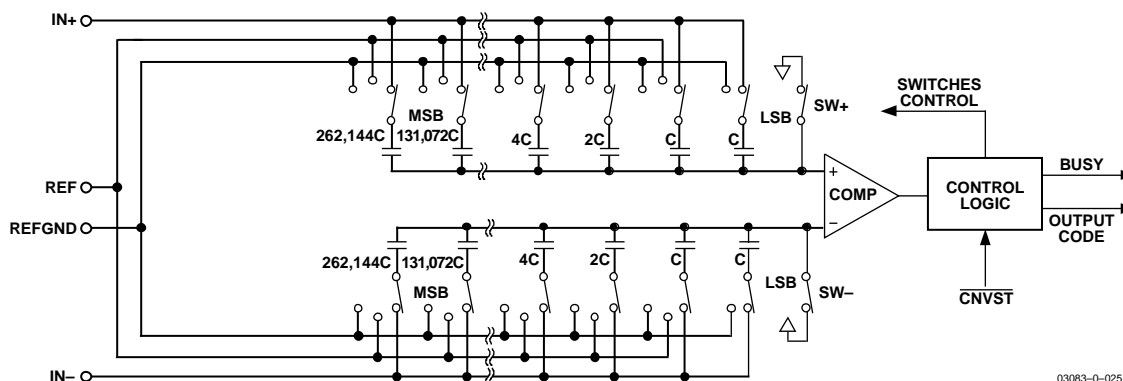 IN+
SWITCHES
CONTROL
MSB
LSB
SW+
262,144C 131,072C 4C 2C C C
REF
COMP
CONTROL
LOGIC
BUSY
REFGND
OUTPUT
CODE
+
−
262,144C 131,072C 4C 2C C C
MSB
LSB
SW–
CNVST
IN–
03083–0–025